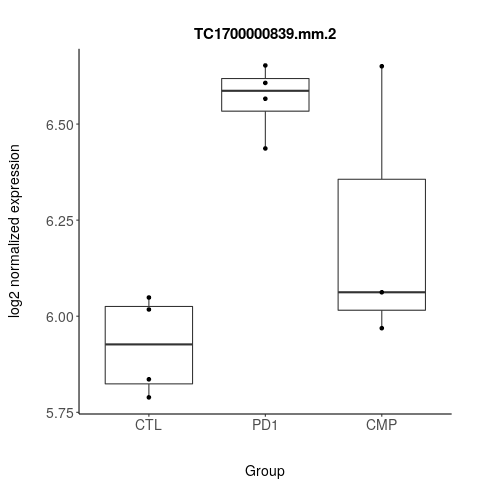 TC1700000839.mm.2
log2 normalized expression
6.50
6.25
6.00
5.75
CTL PD1 CMP
Group